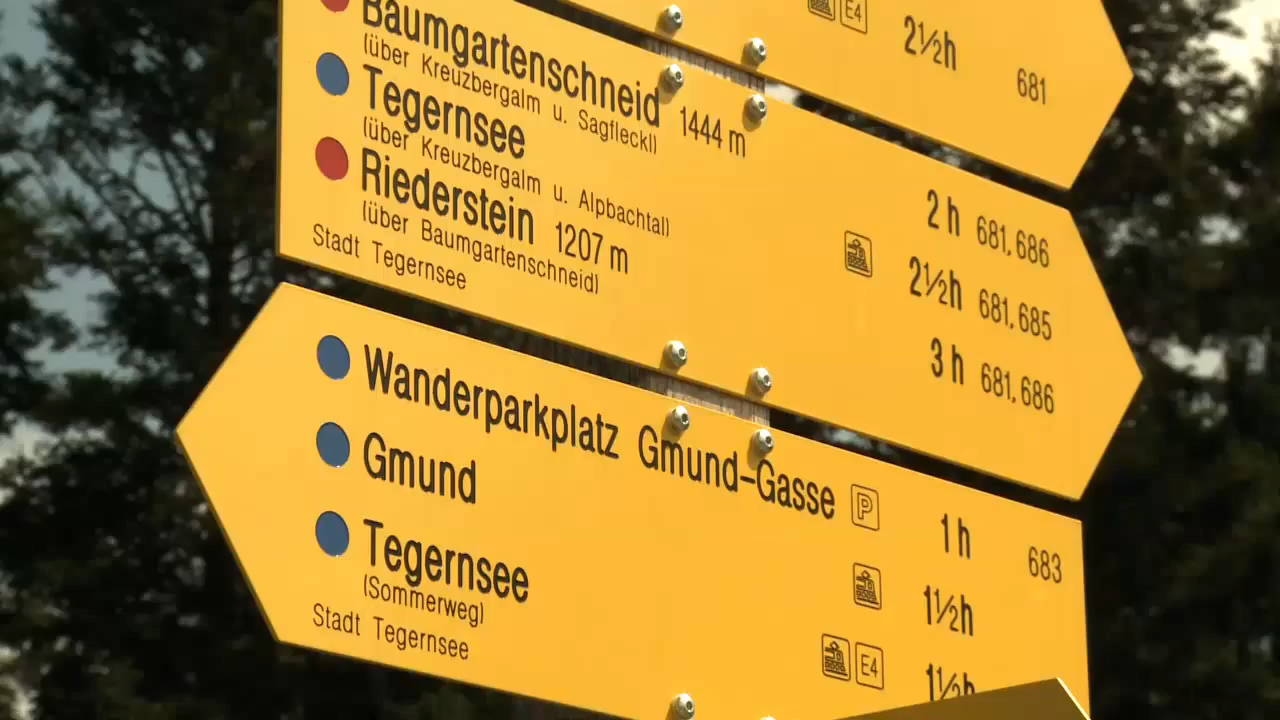 E4 2½h 681
Baumgartenschneid 1444 m 2 h 681, 686
(über Kreuzbergalm u. Sagfleckl)
Tegernsee 2½h 681, 685
(über Kreuzbergalm u. Alpbachtal)
Riederstein 1207 m 3 h 681, 686
(über Baumgartenschneid)
Stadt Tegernsee
Wanderparkplatz Gmund-Gasse P 1 h 683
Gmund 1½h
Tegernsee E4 1½h
(Sommerweg)
Stadt Tegernsee